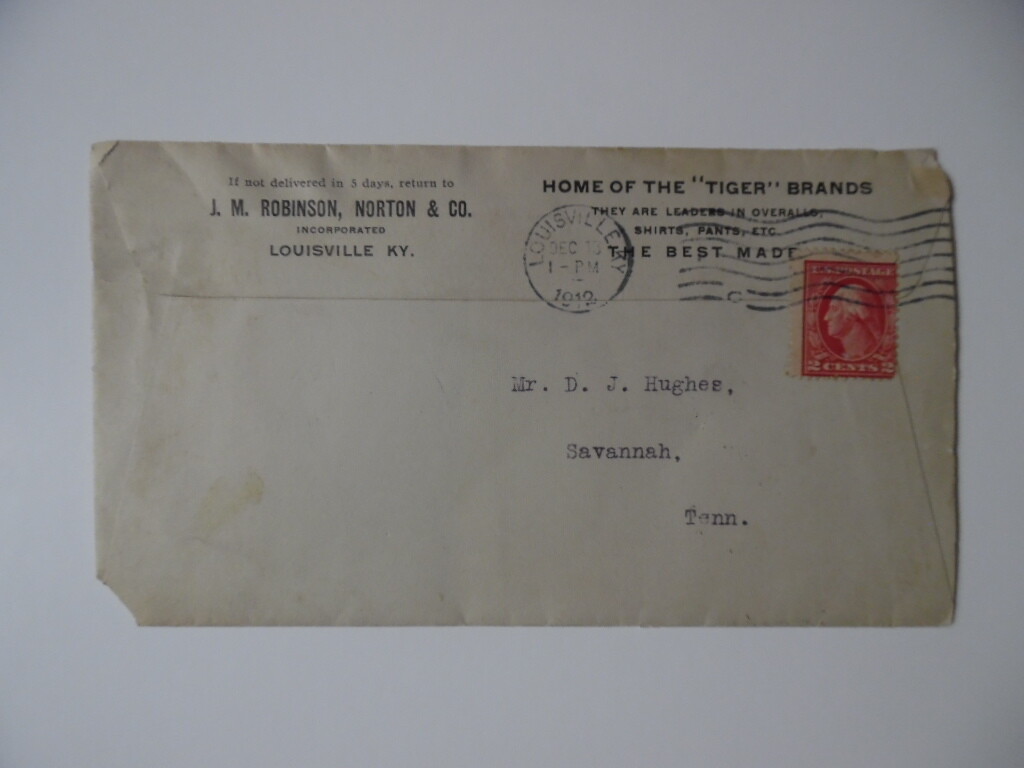 If not delivered in 5 days, return to
J. M. ROBINSON, NORTON & CO.
INCORPORATED
LOUISVILLE KY.
HOME OF THE "TIGER" BRANDS
THEY ARE LEADERS IN OVERALLS,
SHIRTS, PANTS, ETC.
THE BEST MADE
LOUISVILLE, KY
DEC 13
1 - PM
1912
C
U.S. POSTAGE
2 CENTS 2
Mr. D. J. Hughes,
Savannah,
Tenn.